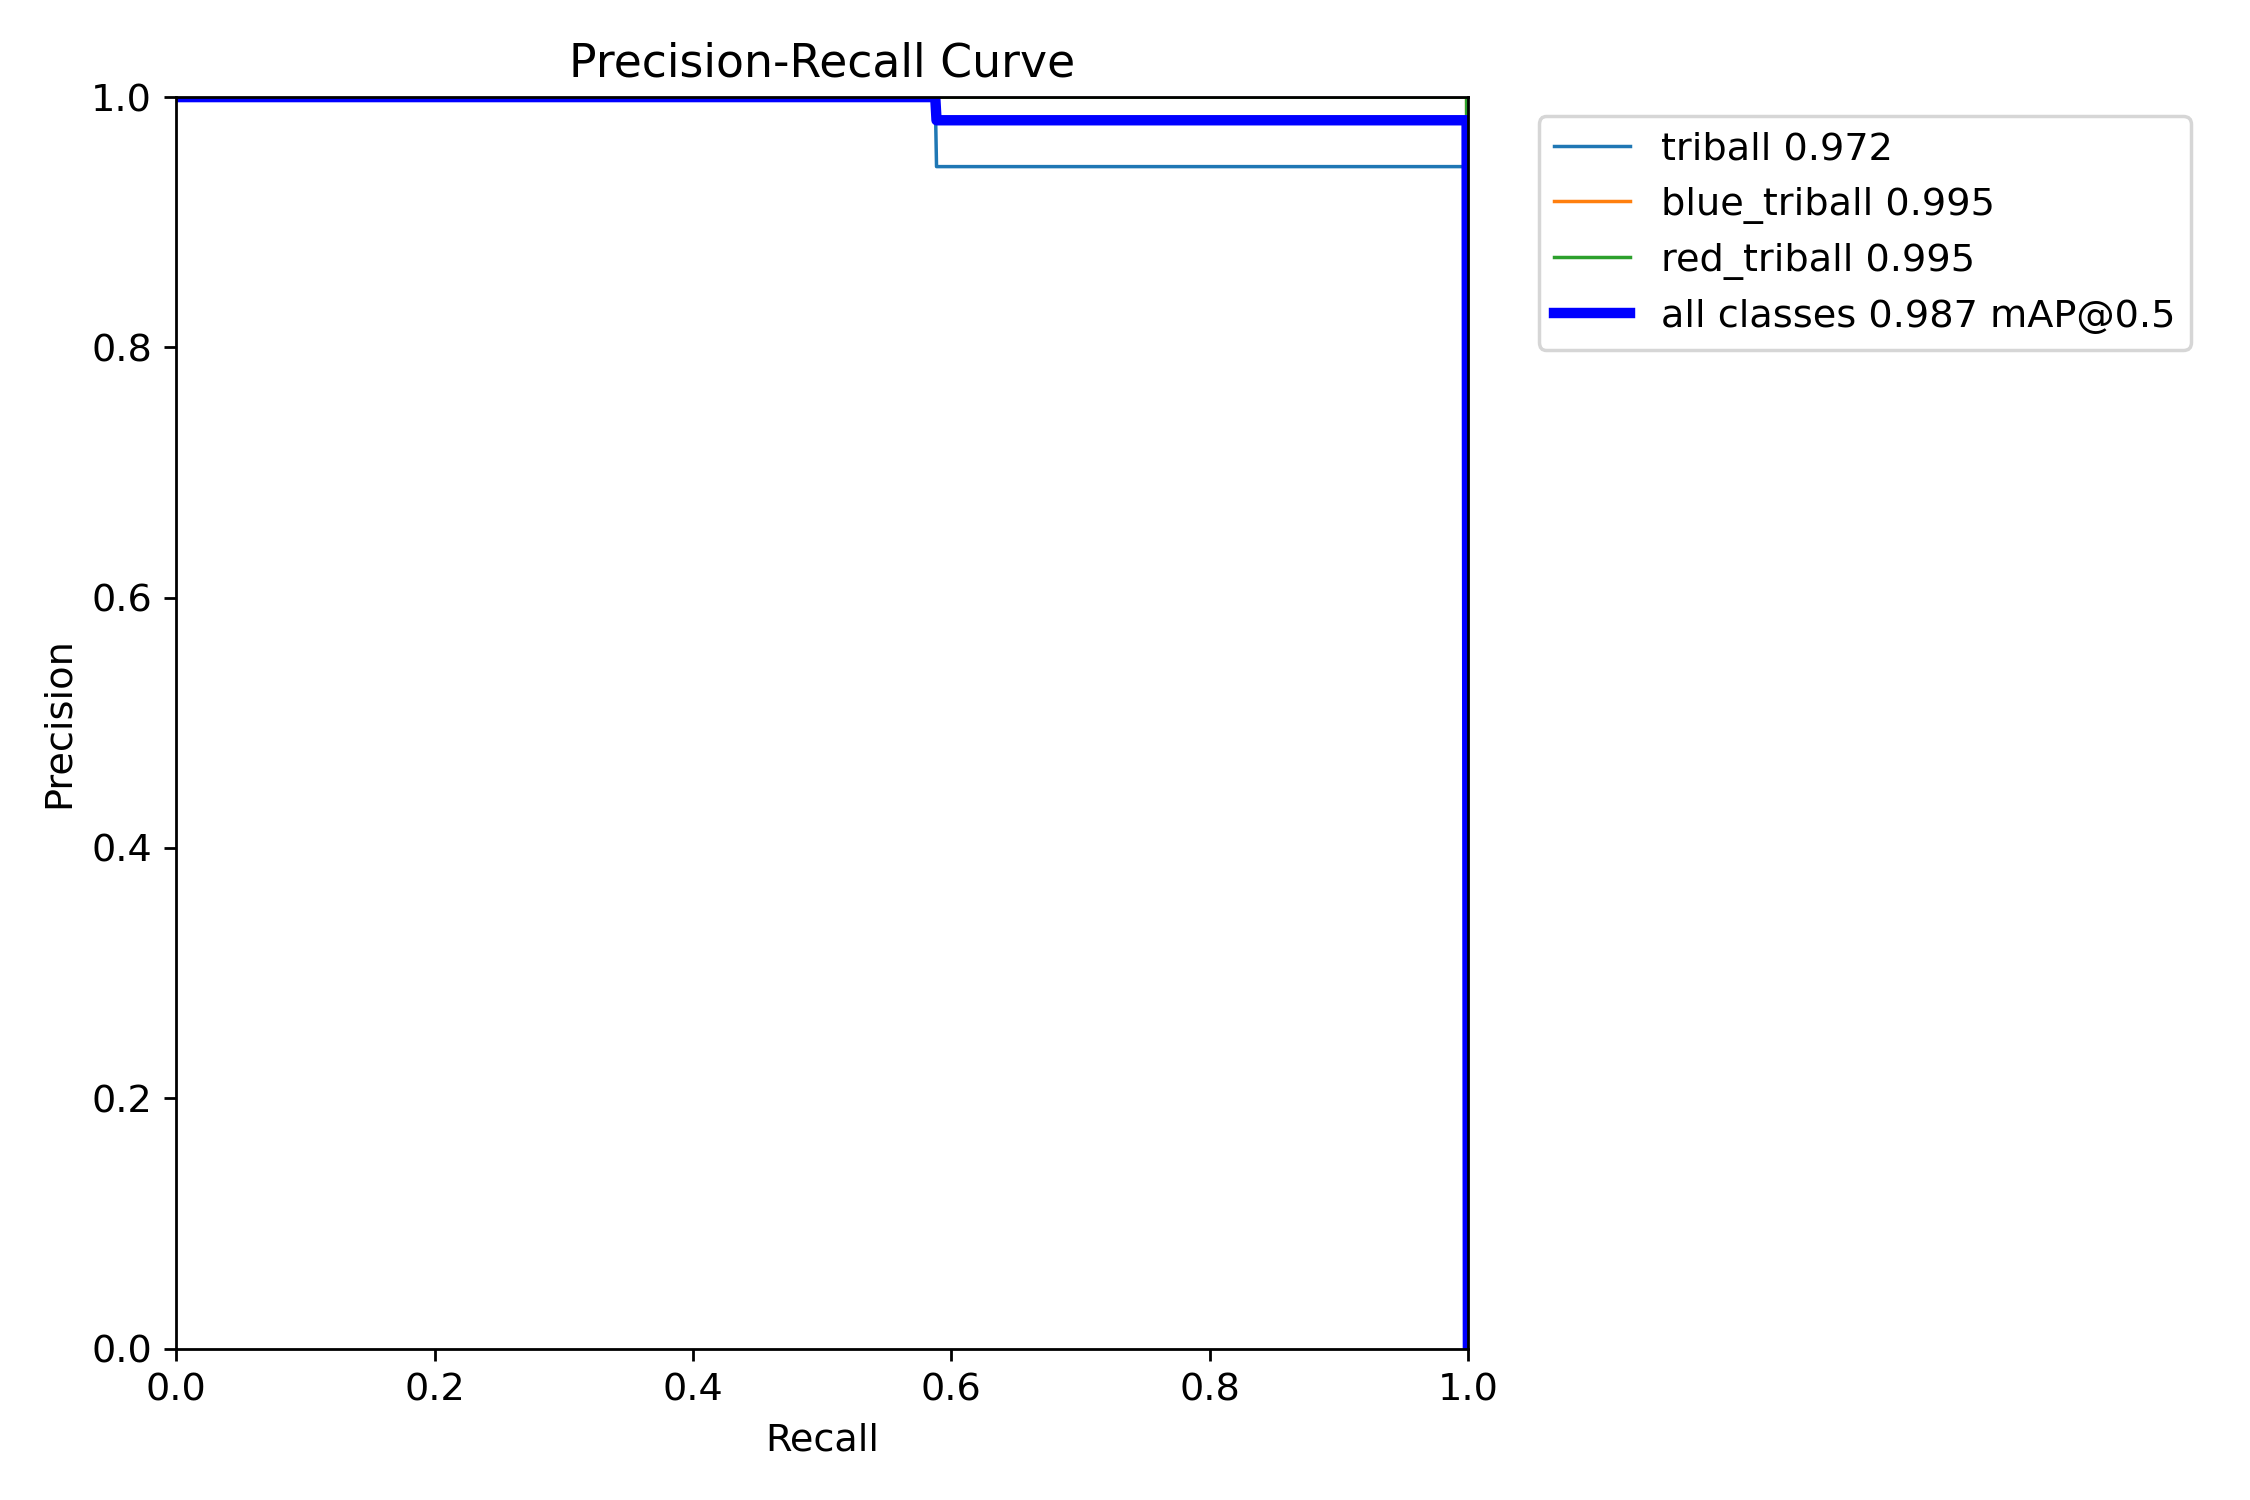 Precision-Recall Curve
1.0
0.8
0.6
0.4
0.2
0.0
Precision
0.0 0.2 0.4 0.6 0.8 1.0
Recall
triball 0.972
blue_triball 0.995
red_triball 0.995
all classes 0.987 mAP@0.5